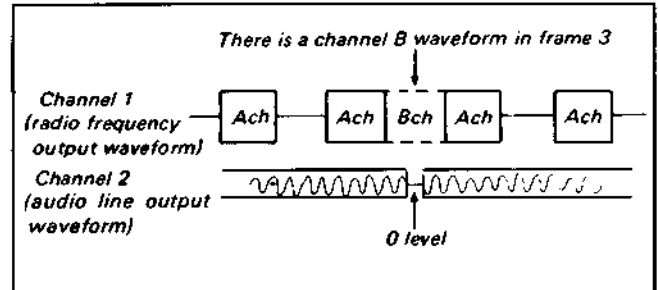 There is a channel B waveform in frame 3
Channel 1
(radio frequency
output waveform)
Ach
Ach
Bch
Ach
Ach
Channel 2
(audio line output
waveform)
0 level